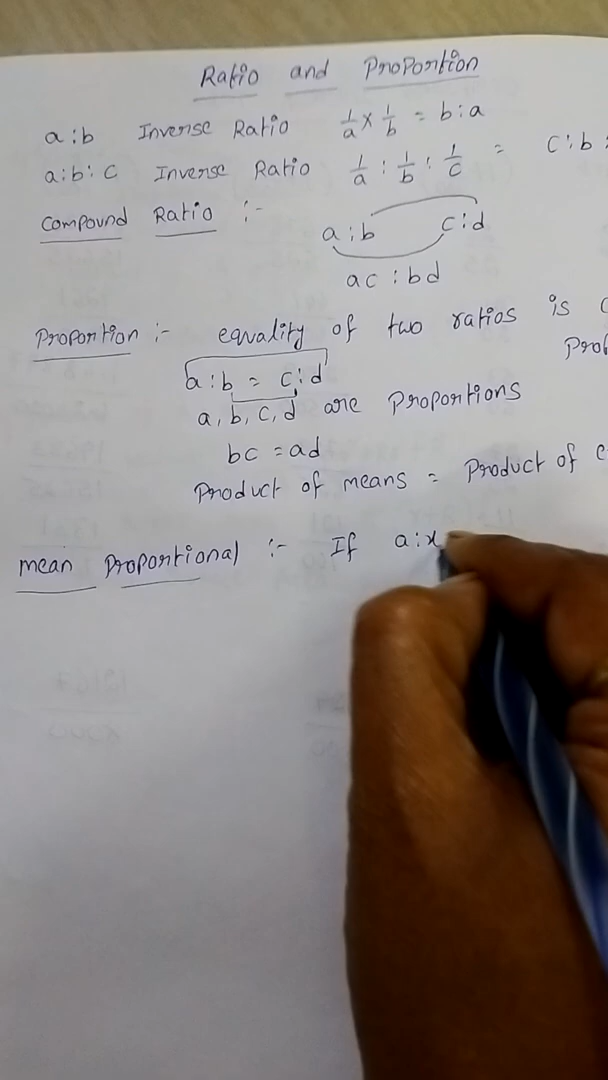 Ratio and Proportion
a:b Inverse Ratio 1/a × 1/b = b:a
a:b:c Inverse Ratio 1/a : 1/b : 1/c = c:b:
Compound Ratio :- a:b c:d
ac : bd
Proportion :- equality of two ratios is
a:b = c:d
a, b, c, d are Proportions
bc = ad
Product of means = Product of
mean Proportional :- If a:x